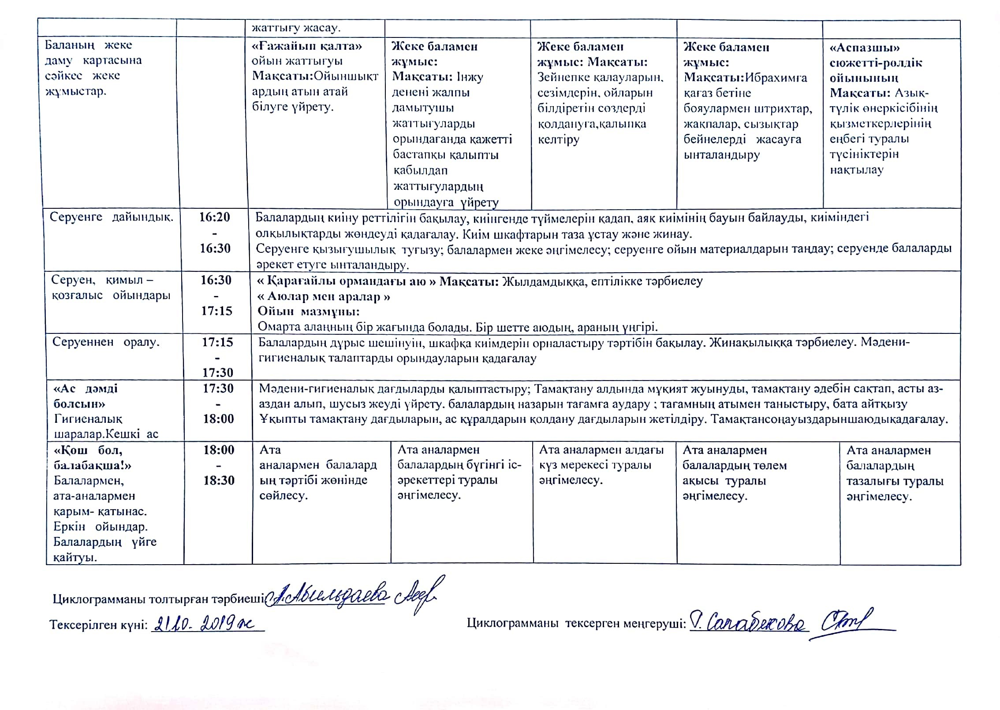 жаттығу жасау.
Баланың жеке
даму картасына
сәйкес жеке
жұмыстар.
«Ғажайып қалта»
ойын жаттығуы
Мақсаты:Ойыншықт
ардың атын атай
білуге үйрету.
Жеке баламен
жұмыс:
Мақсаты: Інжу
денені жалпы
дамытушы
жаттығуларды
орындағанда қажетті
бастапқы қалыпты
қабылдап
жаттығулардың
орындауға үйрету
Жеке баламен
жұмыс: Мақсаты:
Зейнепке қалауларын,
сезімдерін, ойларын
білдіретін сөздерді
қолдануға,қалыпқа
келтіру
Жеке баламен
жұмыс:
Мақсаты:Ибрахимға
қағаз бетіне
бояулармен штрихтар,
жақпалар, сызықтар
бейнелерді жасауға
ынталандыру
«Аспазшы»
сюжетті-ролдік
ойынының
Мақсаты: Азық-
түлік өнеркісібінің
қызметкерлерінің
еңбегі туралы
түсініктерін
нақтылау
Серуенге дайындық.
16:20
-
16:30
Балалардың киіну реттілігін бақылау, киінгенде түймелерін қадап, аяқ киімінің бауын байлауды, киіміндегі
олқылықтарды жөндеуді қадағалау. Киім шкафтарын таза ұстау және жинау.
Серуенге қызығушылық туғызу; балалармен жеке әңгімелесу; серуенге ойын материалдарын таңдау; серуенде балаларды
әрекет етуге ынталандыру.
Серуен, қимыл –
қозғалыс ойындары
16:30
-
17:15
« Қарағайлы ормандағы аю » Мақсаты: Жылдамдыққа, ептілікке тәрбиелеу
« Аюлар мен аралар »
Ойын мазмұны:
Омарта алаңның бір жағында болады. Бір шетте аюдың, араның үңгірі.
Серуеннен оралу.
17:15
-
17:30
Балалардың дұрыс шешінуін, шкафқа киімдерін орналастыру тәртібін бақылау. Жинақылыққа тәрбиелеу. Мәдени-
гигиеналық талаптарды орындауларын қадағалау
«Ас дәмді
болсын»
Гигиеналық
шаралар.Кешкі ас
17:30
-
18:00
Мәдени-гигиеналық дағдыларды қалыптастыру; Тамақтану алдында мұқият жуынуды, тамақтану әдебін сақтап, асты аз-
аздан алып, шусыз жеуді үйрету. балалардың назарын тағамға аудару ; тағамның атымен таныстыру, бата айтқызу
Ұқыпты тамақтану дағдыларын, ас құралдарын қолдану дағдыларын жетілдіру. Тамақтансоңауыздарыншаюдықадағалау.
«Қош бол,
балабақша!»
Балалармен,
ата-аналармен
қарым- қатынас.
Еркін ойындар.
Балалардың үйге
қайтуы.
18:00
-
18:30
Ата
аналармен балалард
ың тәртібі жөнінде
сөйлесу.
Ата аналармен
балалардың бүгінгі іс-
әрекеттері туралы
әңгімелесу.
Ата аналармен алдағы
күз мерекесі туралы
әңгімелесу.
Ата аналармен
балалардың төлем
ақысы туралы
әңгімелесу.
Ата аналармен
балалардың
тазалығы туралы
әңгімелесу.
Циклограмманы толтырған тәрбиеші: А.Абильдаева
Тексерілген күні: 21.10. 2019ж
Циклограмманы тексерген меңгеруші: Г. Сапабекова